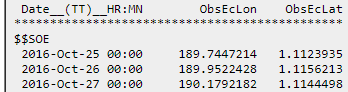 Date__(TT)__HR:MN ObsEcLon ObsEcLat
**********************************************
$$SOE
2016-Oct-25 00:00 189.7447214 1.1123935
2016-Oct-26 00:00 189.9522428 1.1156213
2016-Oct-27 00:00 190.1792182 1.1144498